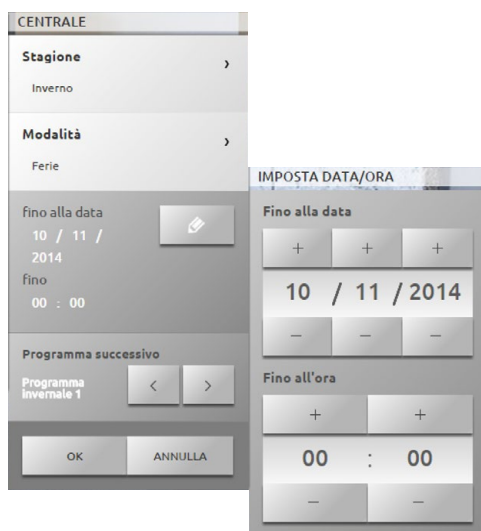 CENTRALE
Stagione
Inverno
Modalità
Ferie
fino alla data
10 / 11 /
2014
fino
00 : 00
Programma successivo
Programma
invernale 1
< >
OK ANNULLA
IMPOSTA DATA/ORA
Fino alla data
+ + +
10 / 11 / 2014
– – –
Fino all'ora
+ +
00 : 00
– –